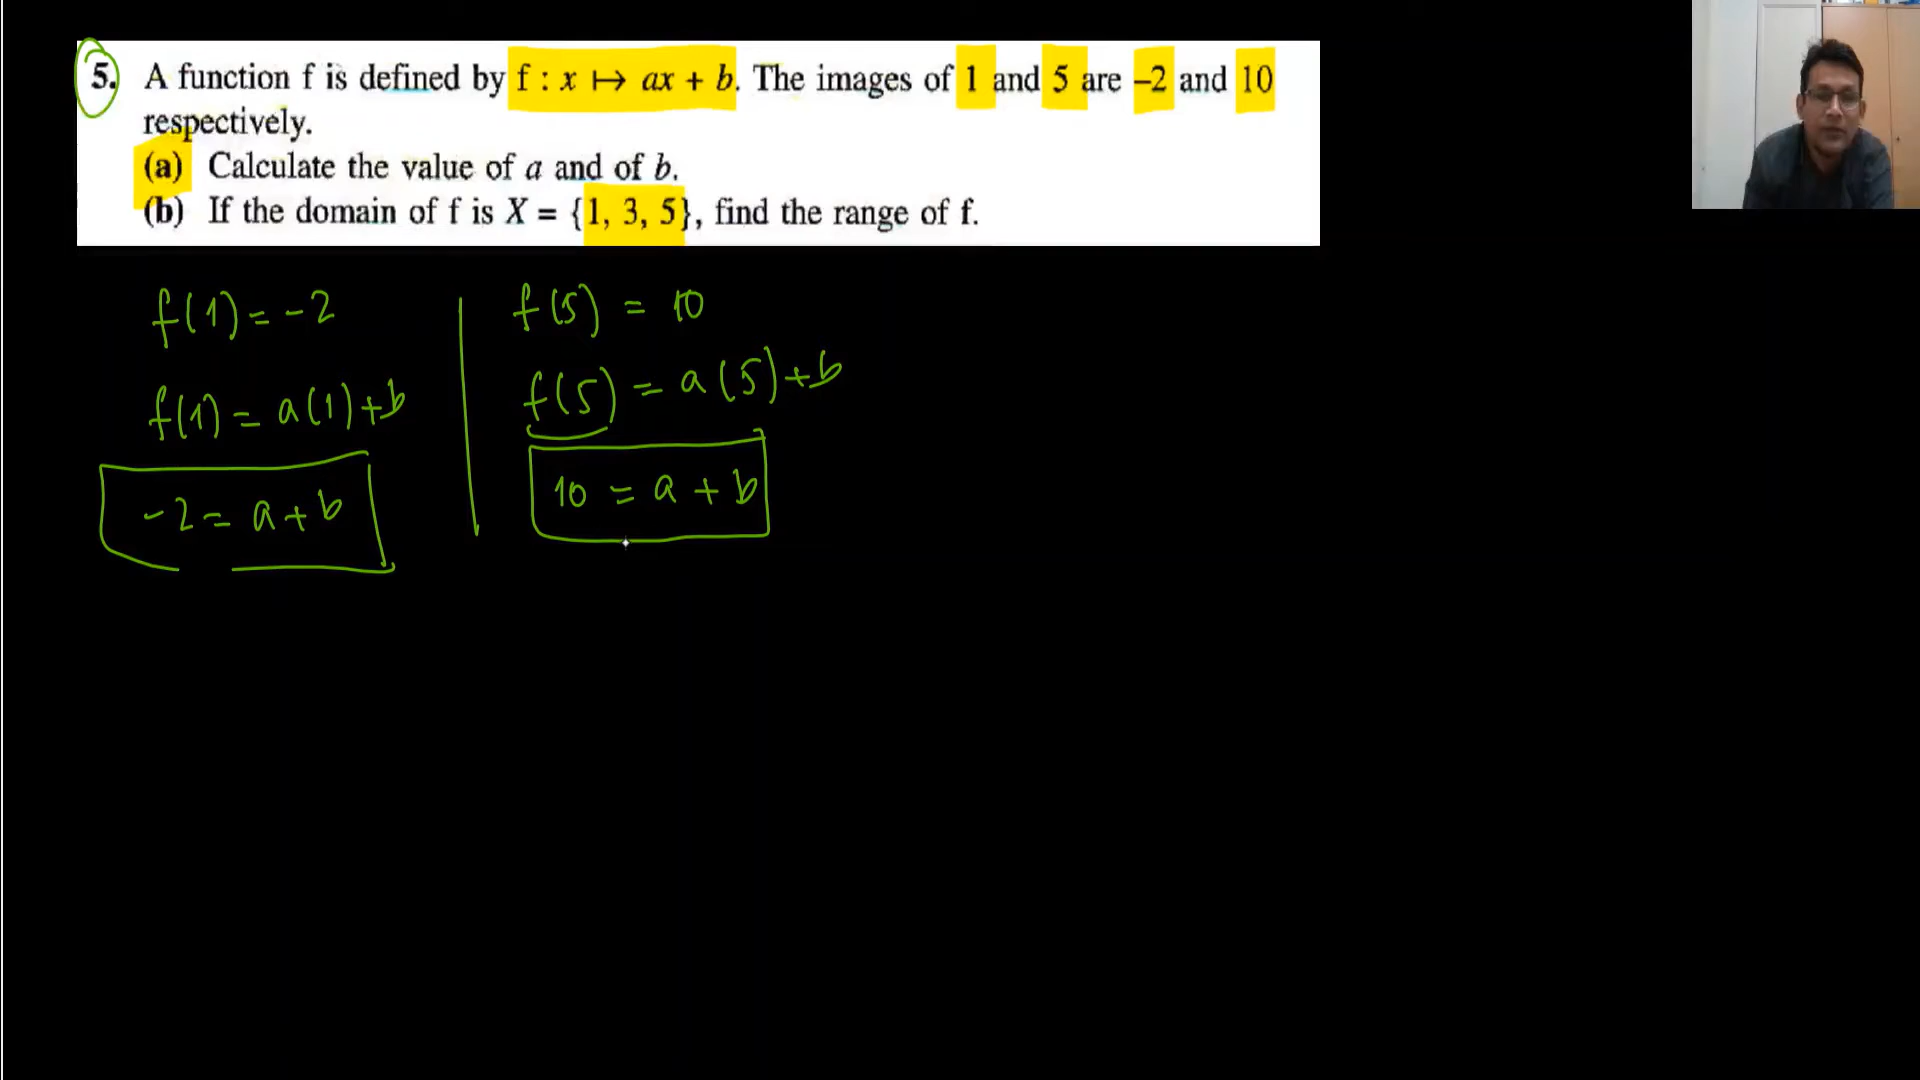 5. A function f is defined by f : x ↦ ax + b. The images of 1 and 5 are –2 and 10
respectively.
(a) Calculate the value of a and of b.
(b) If the domain of f is X = {1, 3, 5}, find the range of f.
f(1) = -2
f(1) = a(1)+b
-2 = a+b
f(5) = 10
f(5) = a(5)+b
10 = a + b